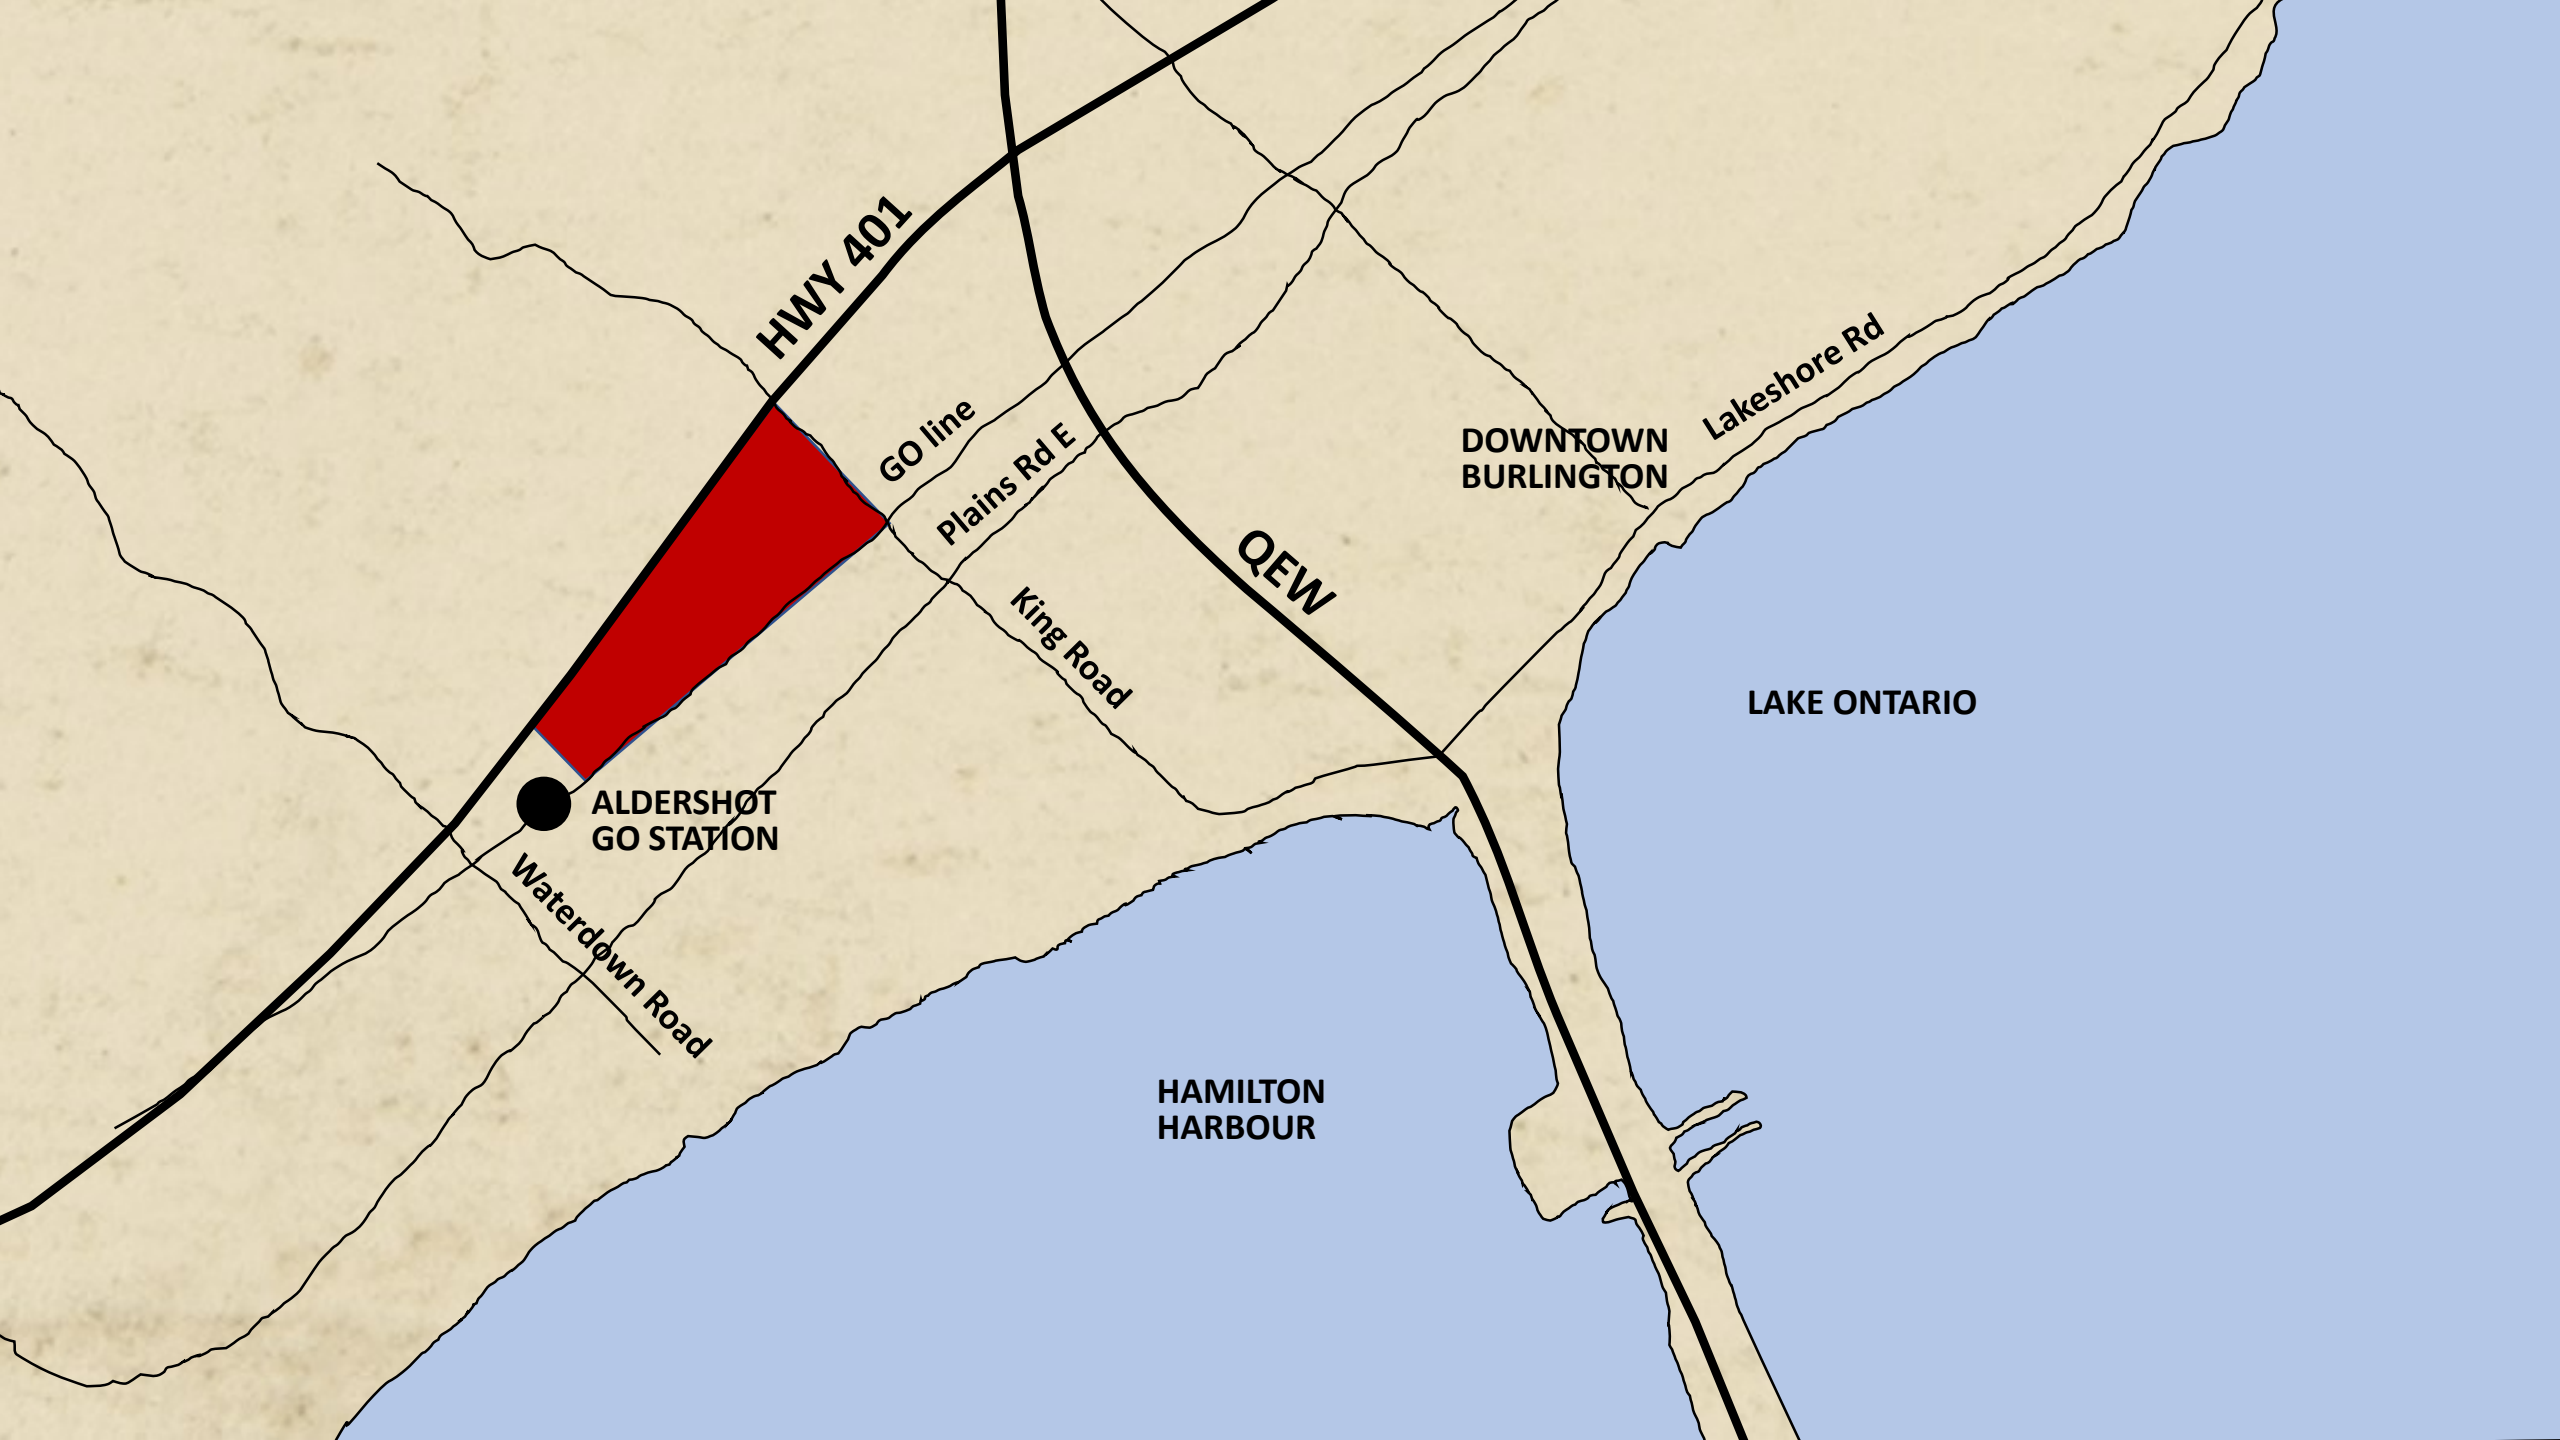 HWY 401
GO line
Plains Rd E
Lakeshore Rd
DOWNTOWN
BURLINGTON
QEW
King Road
LAKE ONTARIO
ALDERSHOT
GO STATION
Waterdown Road
HAMILTON
HARBOUR